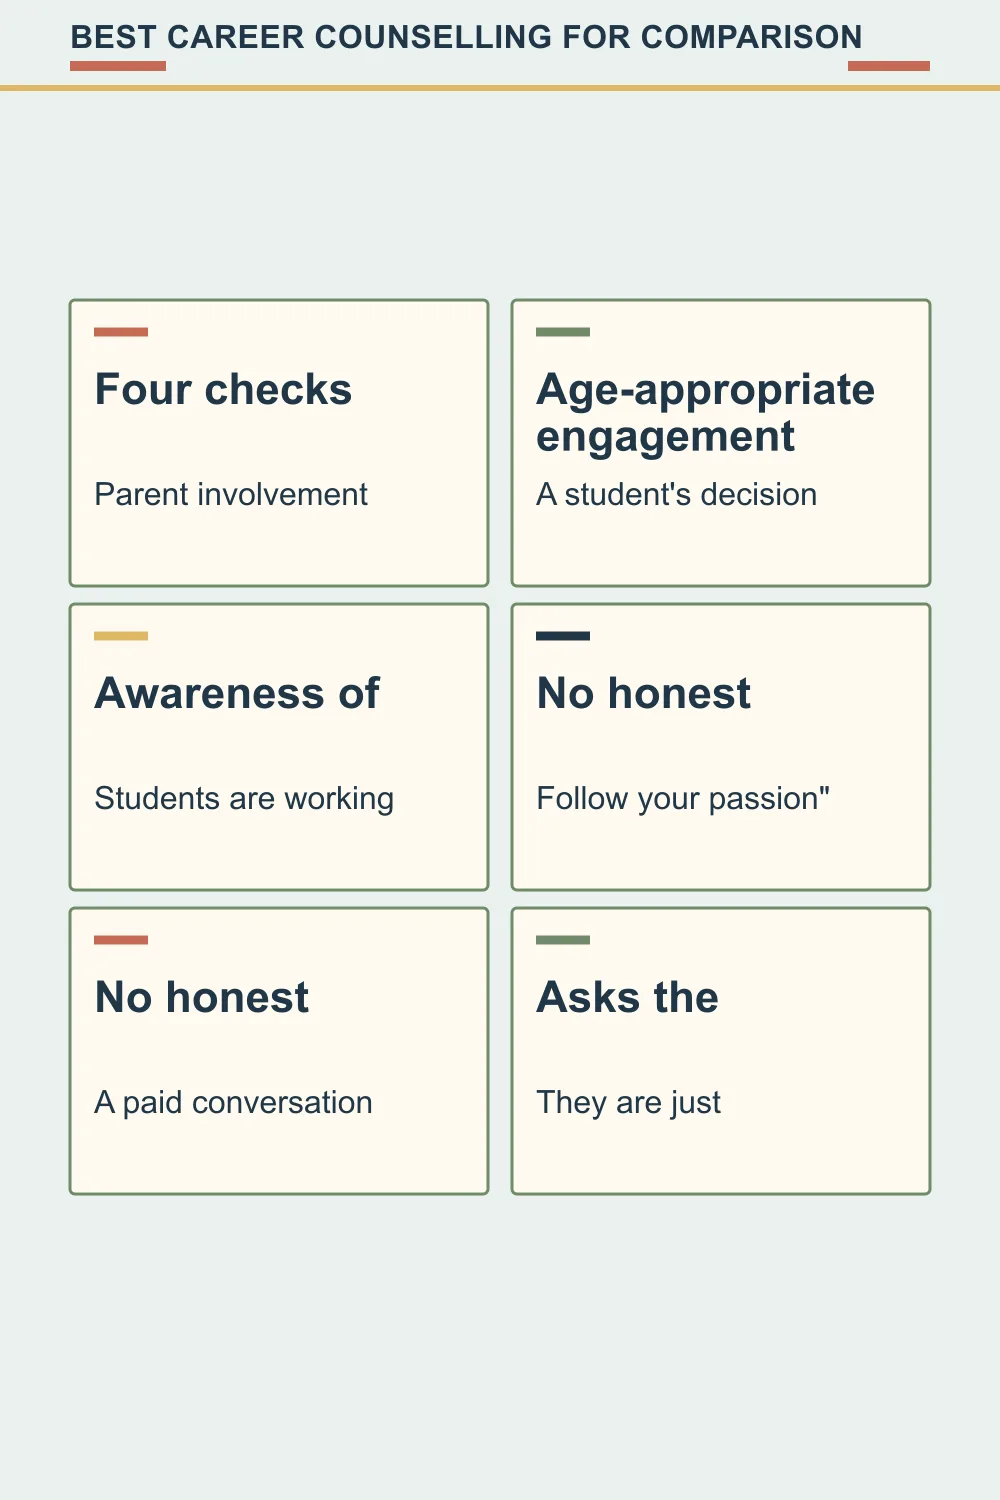 BEST CAREER COUNSELLING FOR COMPARISON
Four checks
Parent involvement
Age-appropriate
engagement
A student's decision
Awareness of
Students are working
No honest
Follow your passion"
No honest
A paid conversation
Asks the
They are just